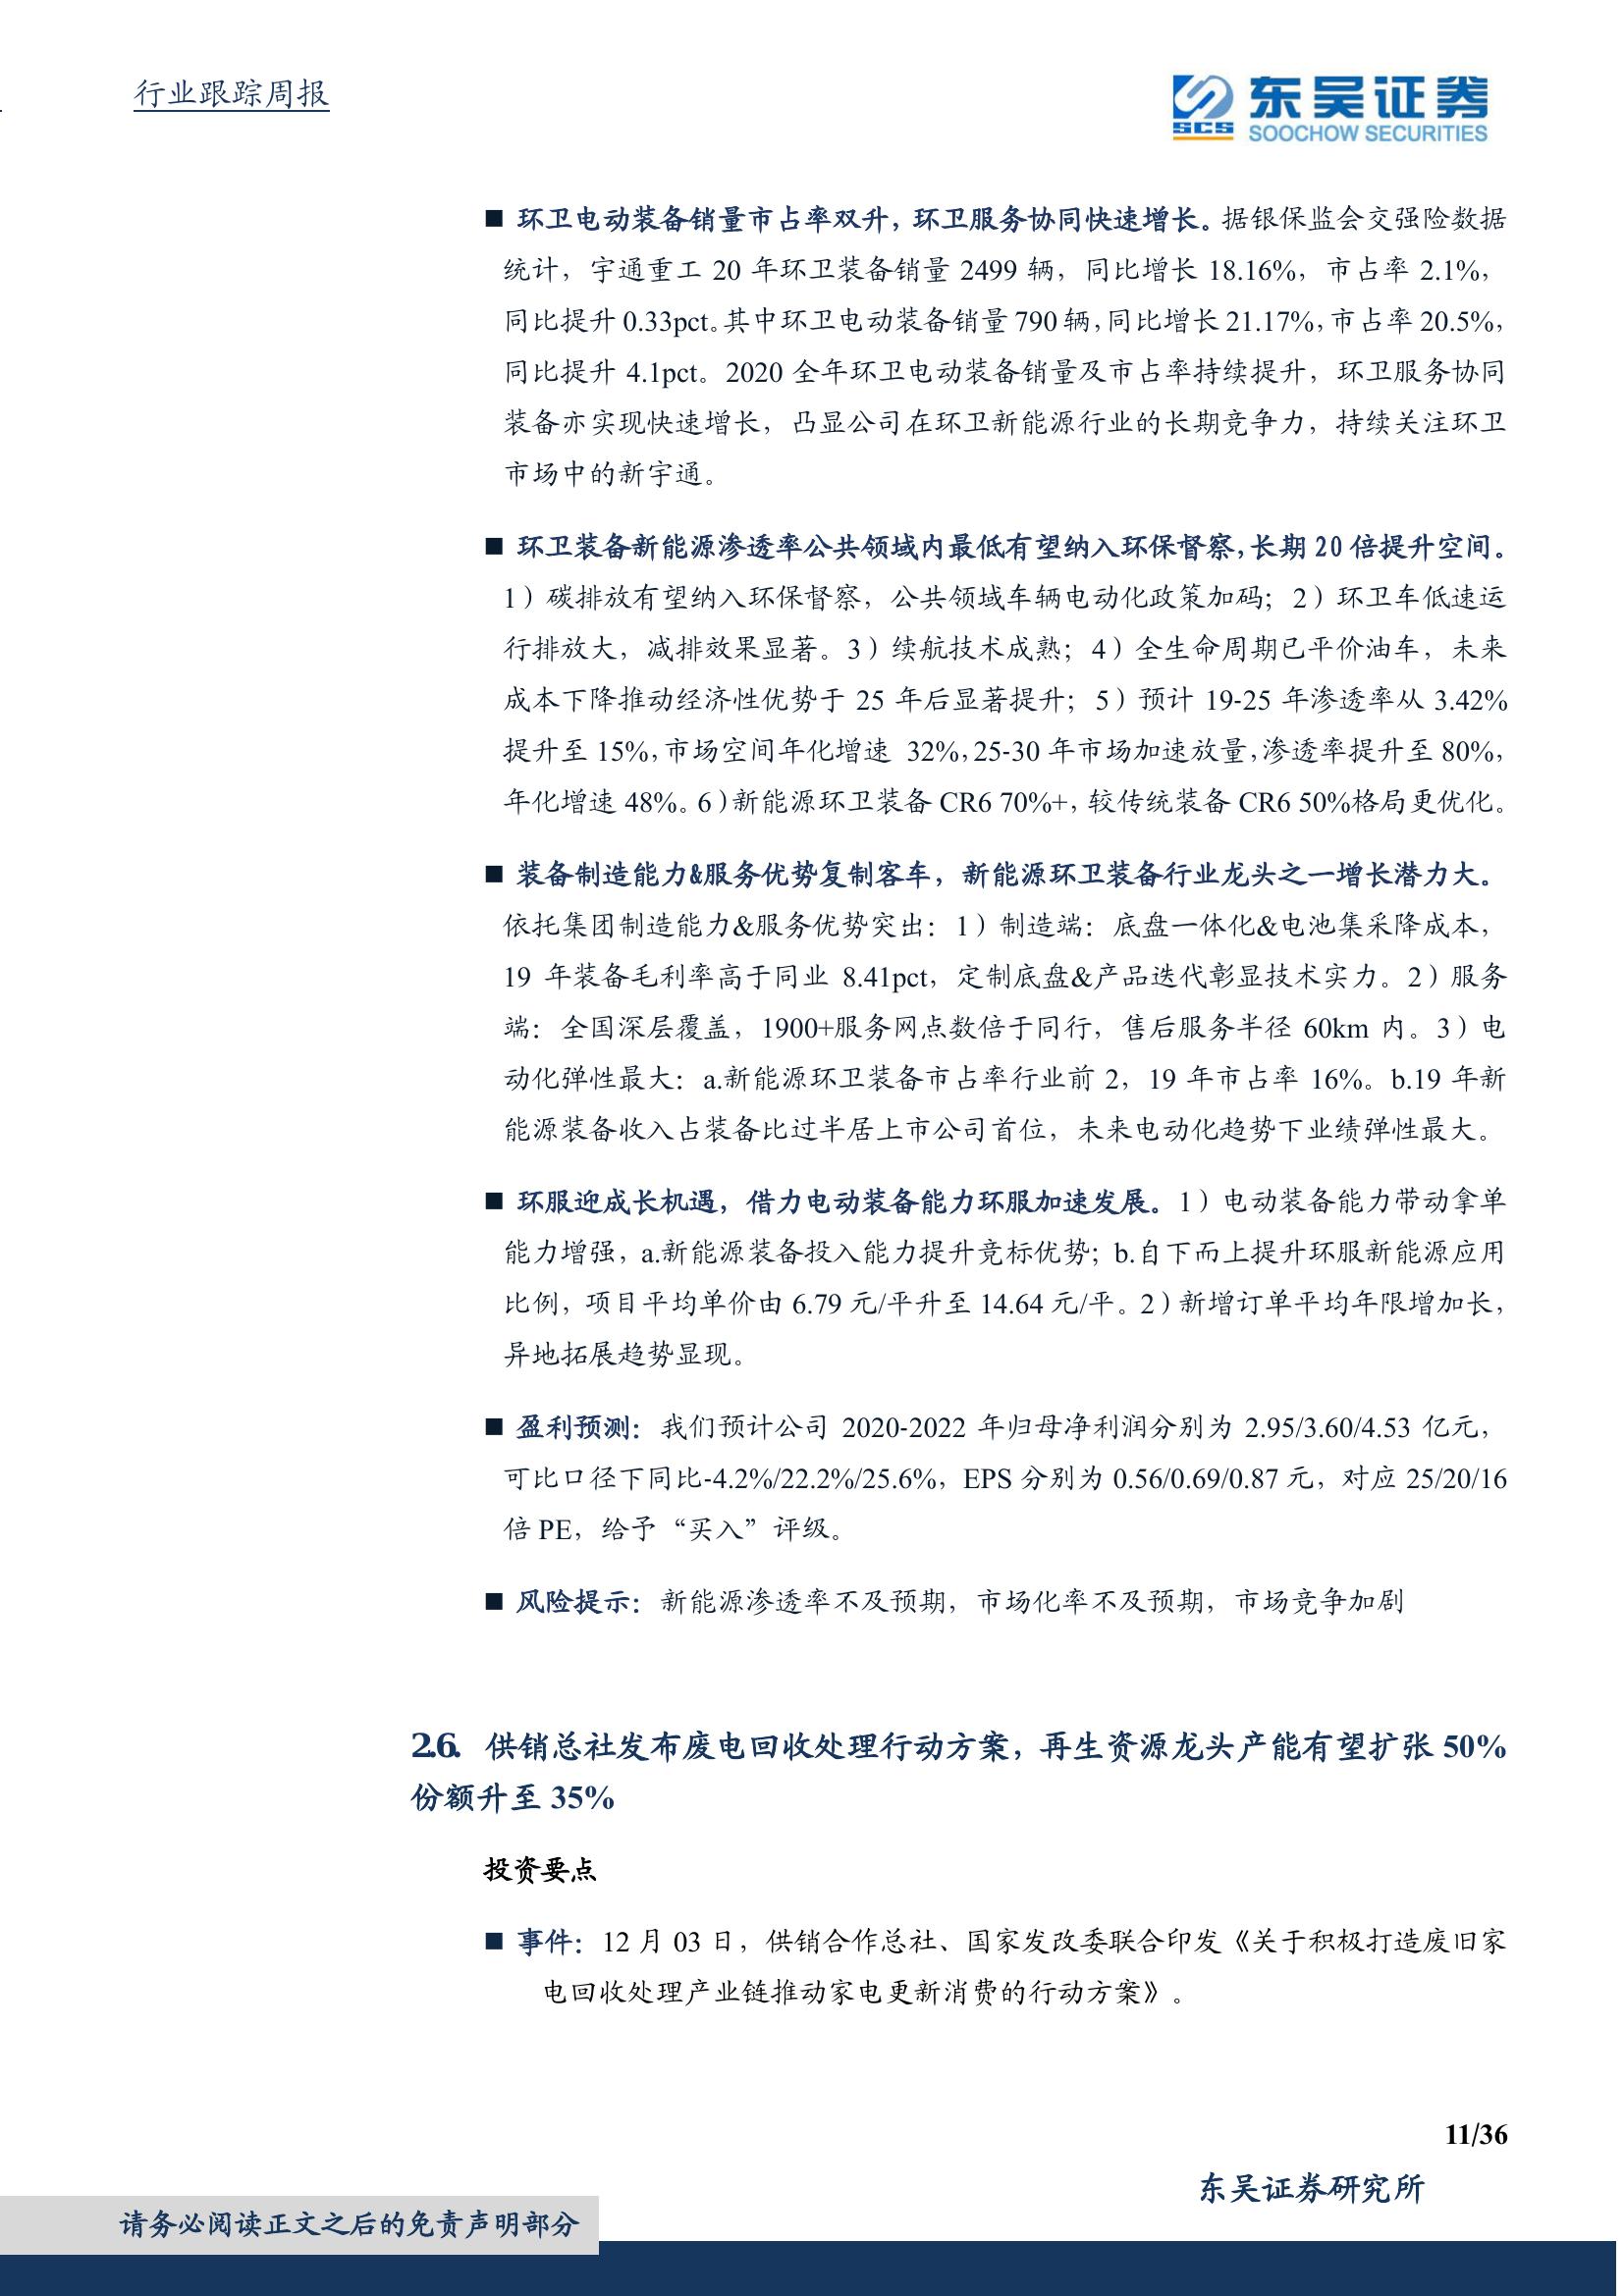 行业跟踪周报
SCS
东吴证券
SOOCHOW SECURITIES
■ 环卫电动装备销量市占率双升，环卫服务协同快速增长。据银保监会交强险数据
统计，宇通重工 20 年环卫装备销量 2499 辆，同比增长 18.16%，市占率 2.1%，
同比提升 0.33pct。其中环卫电动装备销量 790 辆，同比增长 21.17%，市占率 20.5%，
同比提升 4.1pct。2020 全年环卫电动装备销量及市占率持续提升，环卫服务协同
装备亦实现快速增长，凸显公司在环卫新能源行业的长期竞争力，持续关注环卫
市场中的新宇通。
■ 环卫装备新能源渗透率公共领域内最低有望纳入环保督察，长期 20 倍提升空间。
1）碳排放有望纳入环保督察，公共领域车辆电动化政策加码；2）环卫车低速运
行排放大，减排效果显著。3）续航技术成熟；4）全生命周期已平价油车，未来
成本下降推动经济性优势于 25 年后显著提升；5）预计 19-25 年渗透率从 3.42%
提升至 15%，市场空间年化增速 32%，25-30 年市场加速放量，渗透率提升至 80%，
年化增速 48%。6）新能源环卫装备 CR6 70%+，较传统装备 CR6 50%格局更优化。
■ 装备制造能力&服务优势复制客车，新能源环卫装备行业龙头之一增长潜力大。
依托集团制造能力&服务优势突出：1）制造端：底盘一体化&电池集采降成本，
19 年装备毛利率高于同业 8.41pct，定制底盘&产品迭代彰显技术实力。2）服务
端：全国深层覆盖，1900+服务网点数倍于同行，售后服务半径 60km 内。3）电
动化弹性最大：a.新能源环卫装备市占率行业前 2，19 年市占率 16%。b.19 年新
能源装备收入占装备比过半居上市公司首位，未来电动化趋势下业绩弹性最大。
■ 环服迎成长机遇，借力电动装备能力环服加速发展。1）电动装备能力带动拿单
能力增强，a.新能源装备投入能力提升竞标优势；b.自下而上提升环服新能源应用
比例，项目平均单价由 6.79 元/平升至 14.64 元/平。2）新增订单平均年限增加长，
异地拓展趋势显现。
■ 盈利预测：我们预计公司 2020-2022 年归母净利润分别为 2.95/3.60/4.53 亿元，
可比口径下同比-4.2%/22.2%/25.6%，EPS 分别为 0.56/0.69/0.87 元，对应 25/20/16
倍 PE，给予“买入”评级。
■ 风险提示：新能源渗透率不及预期，市场化率不及预期，市场竞争加剧
2.6. 供销总社发布废电回收处理行动方案，再生资源龙头产能有望扩张 50%
份额升至 35%
投资要点
■ 事件：12 月 03 日，供销合作总社、国家发改委联合印发《关于积极打造废旧家
电回收处理产业链推动家电更新消费的行动方案》。
11/36
东吴证券研究所
请务必阅读正文之后的免责声明部分